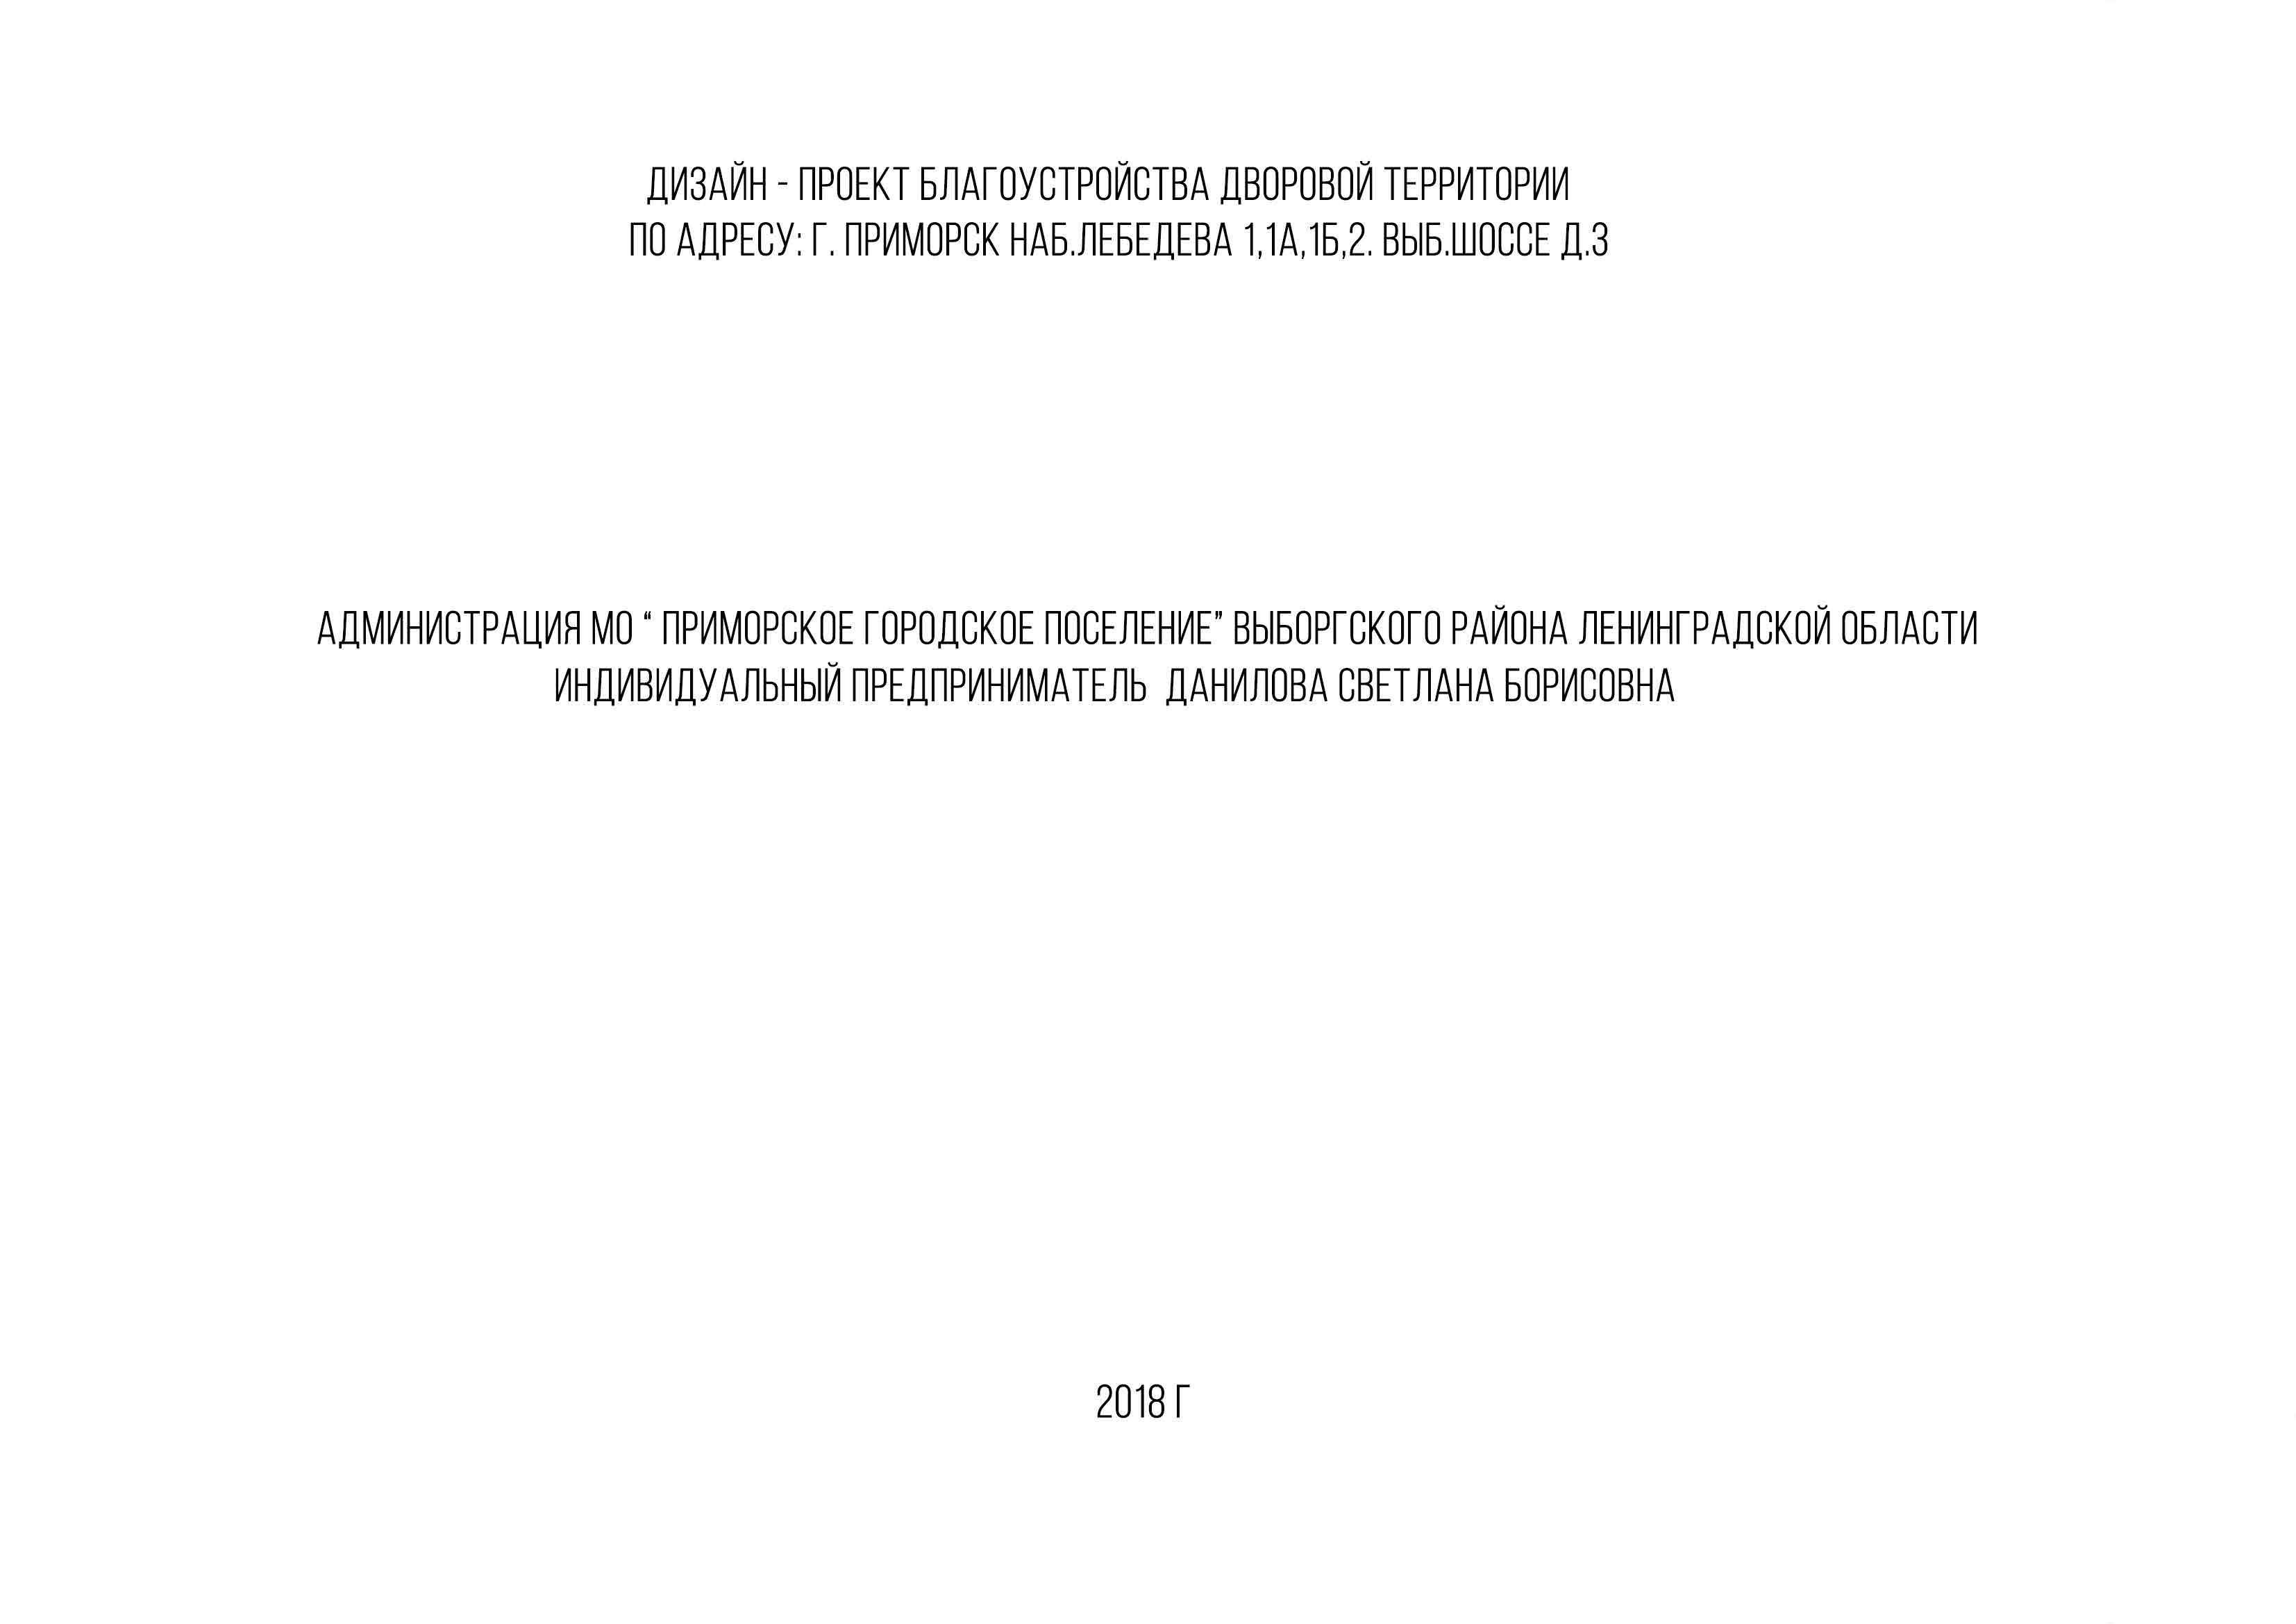 ДИЗАЙН - ПРОЕКТ БЛАГОУСТРОЙСТВА ДВОРОВОЙ ТЕРРИТОРИИ
ПО АДРЕСУ: Г. ПРИМОРСК НАБ.ЛЕБЕДЕВА 1,1А,1Б,2. ВЫБ.ШОССЕ Д.3
АДМИНИСТРАЦИЯ МО “ ПРИМОРСКОЕ ГОРОДСКОЕ ПОСЕЛЕНИЕ” ВЫБОРГСКОГО РАЙОНА ЛЕНИНГРАДСКОЙ ОБЛАСТИ
ИНДИВИДУАЛЬНЫЙ ПРЕДПРИНИМАТЕЛЬ  ДАНИЛОВА СВЕТЛАНА БОРИСОВНА
2018 Г